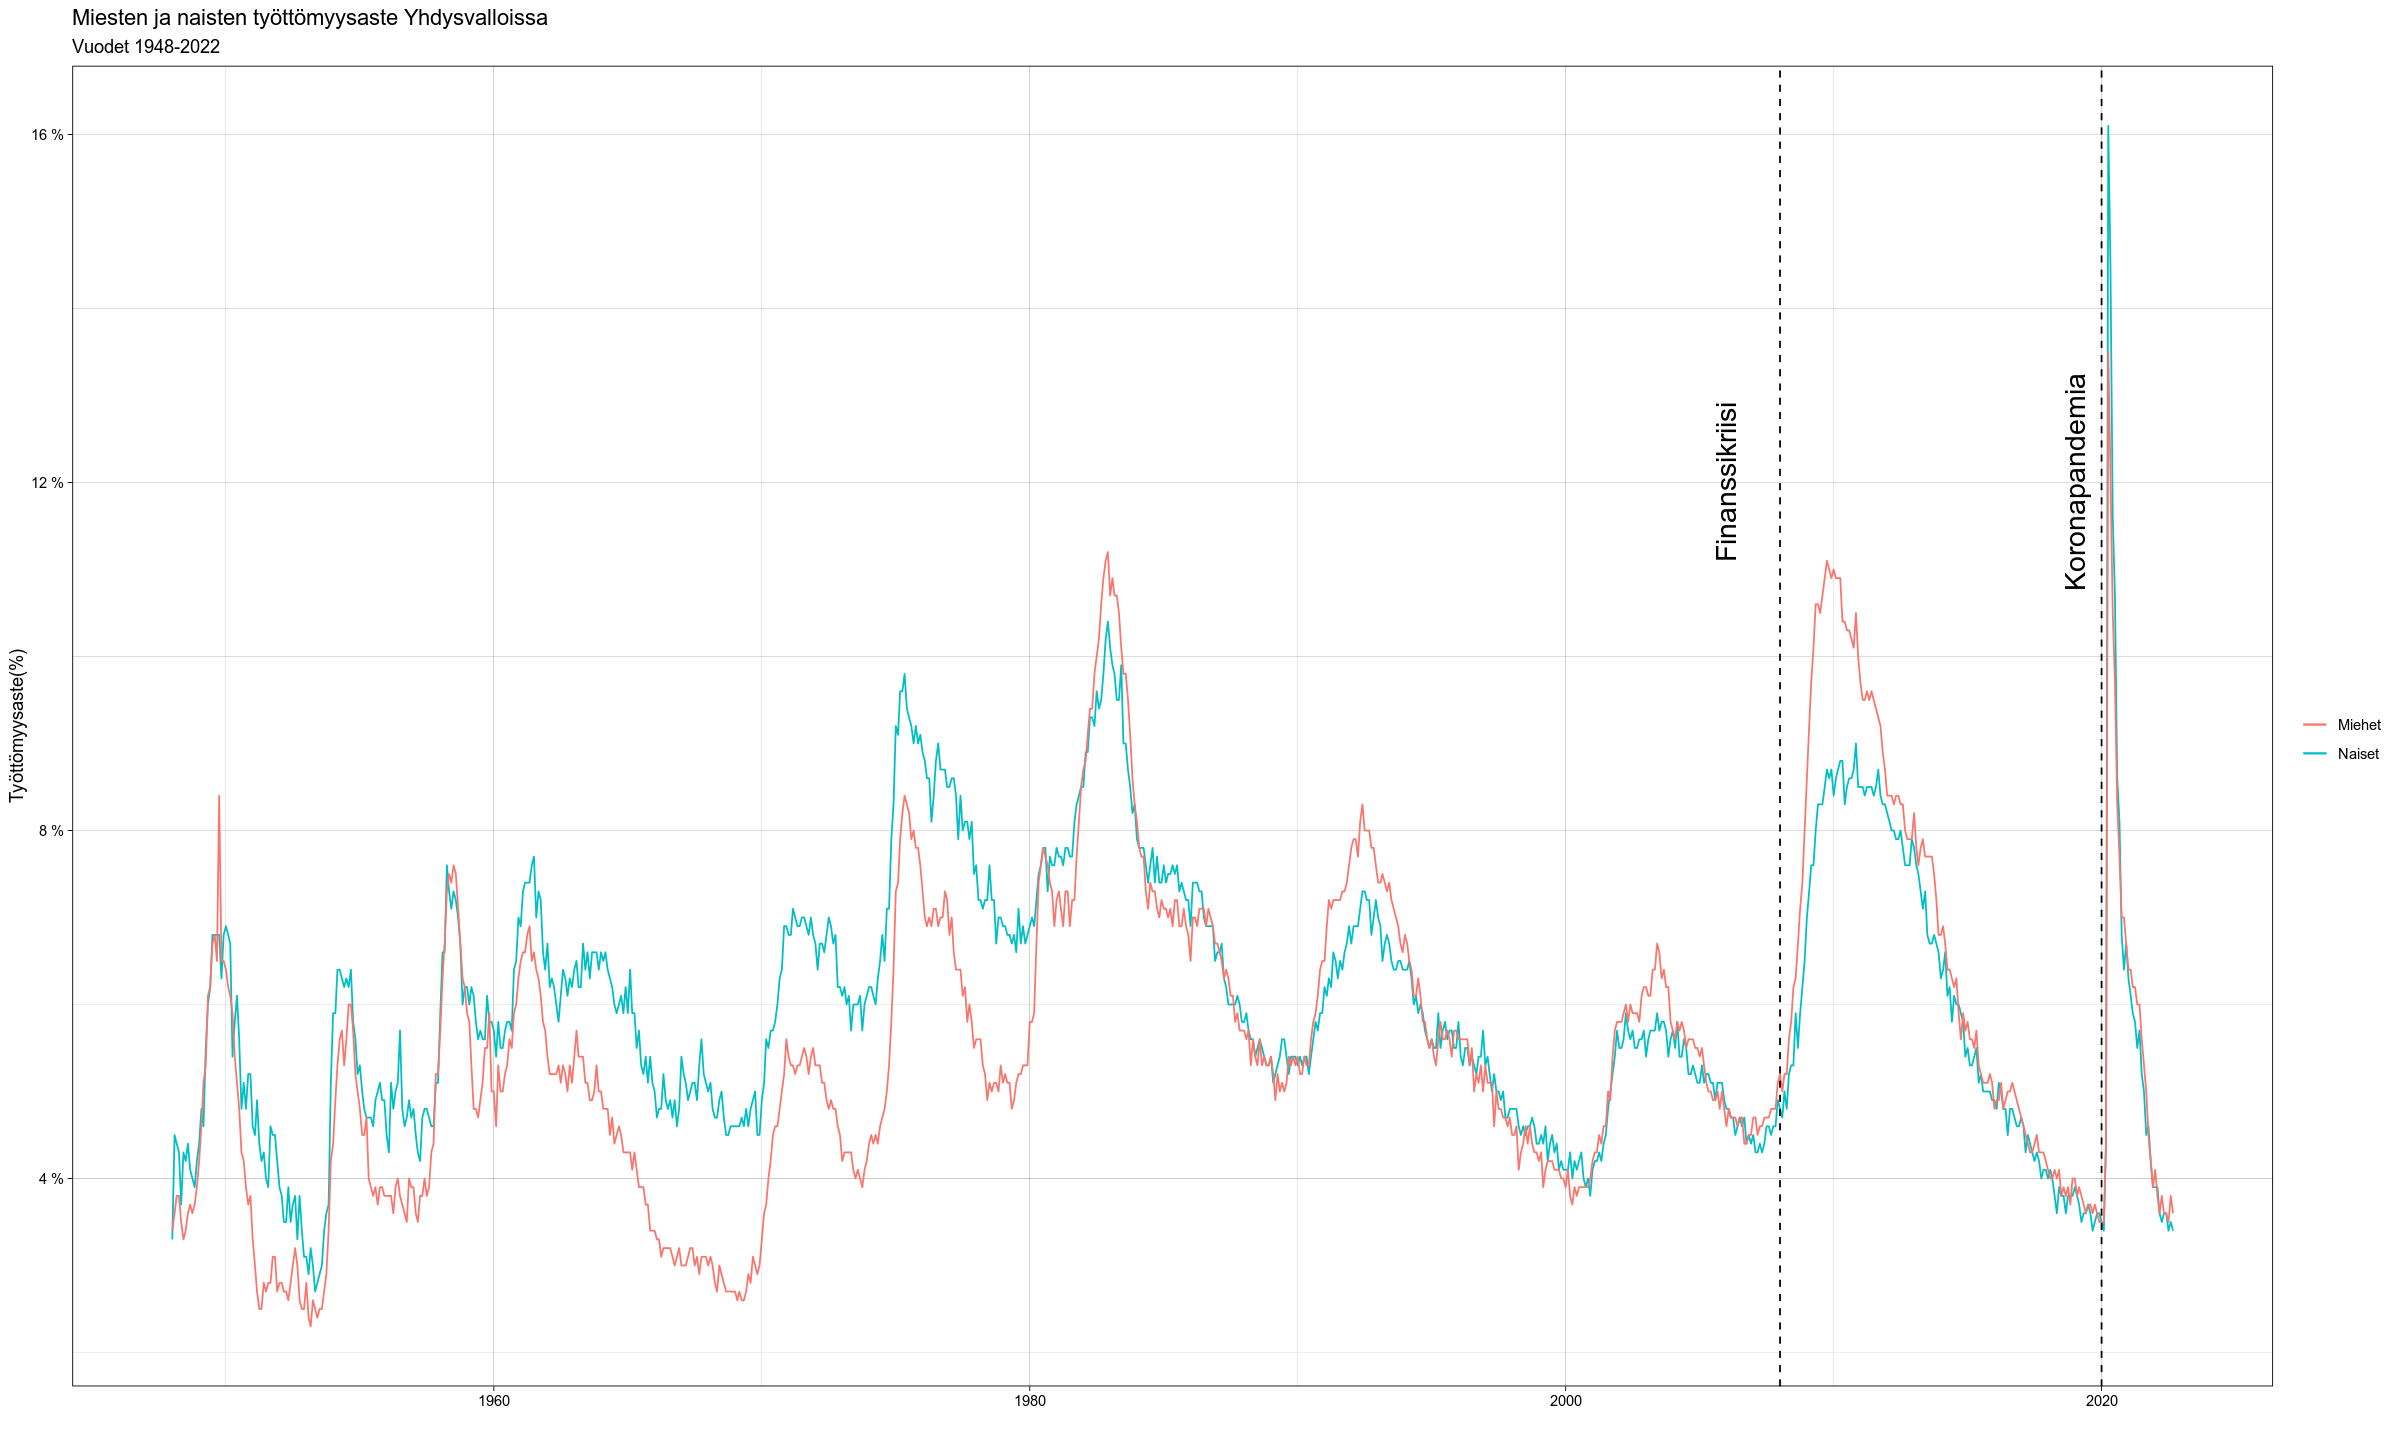 Miesten ja naisten työttömyysaste Yhdysvalloissa
Vuodet 1948-2022
16 %
12 %
8 %
4 %
Työttömyysaste(%)
Finanssikriisi
Koronapandemia
Miehet
Naiset
1960
1980
2000
2020